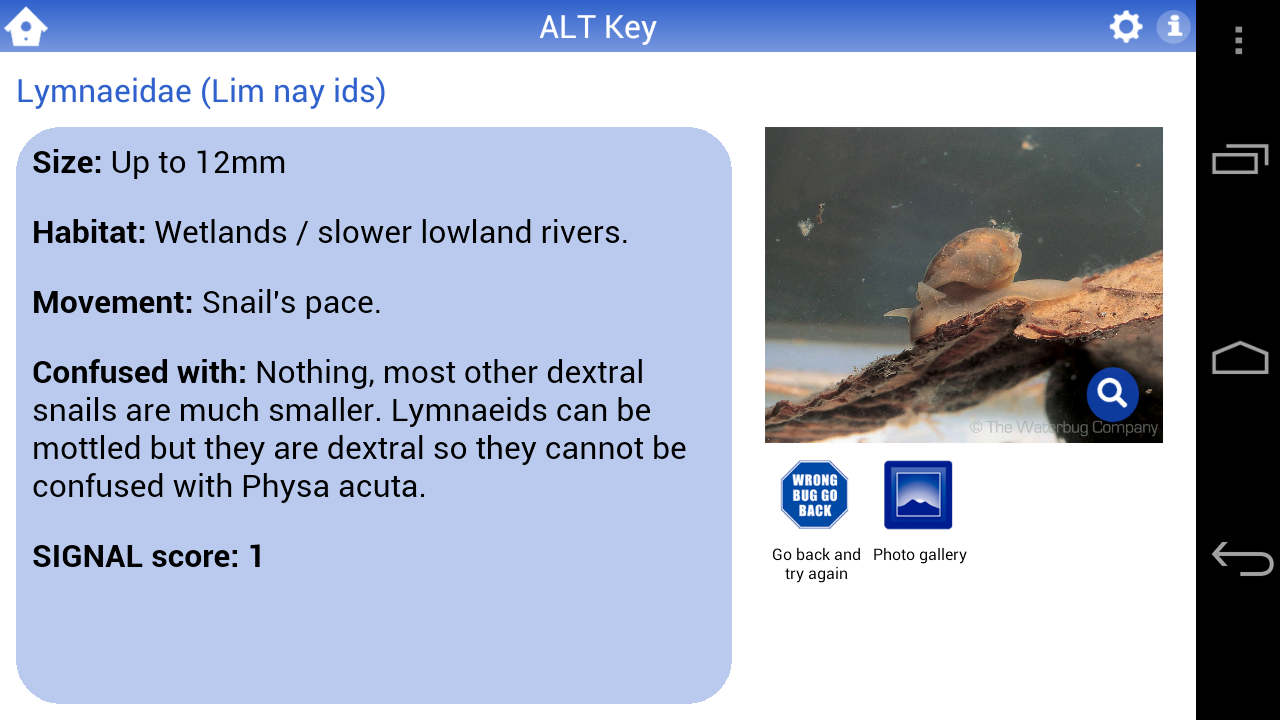 ALT Key
Lymnaeidae (Lim nay ids)
Size: Up to 12mm
Habitat: Wetlands / slower lowland rivers.
Movement: Snail's pace.
Confused with: Nothing, most other dextral
snails are much smaller. Lymnaeids can be
mottled but they are dextral so they cannot be
confused with Physa acuta.
SIGNAL score: 1
© The Waterbug Company
WRONG
BUG GO
BACK
Go back and
try again
Photo gallery